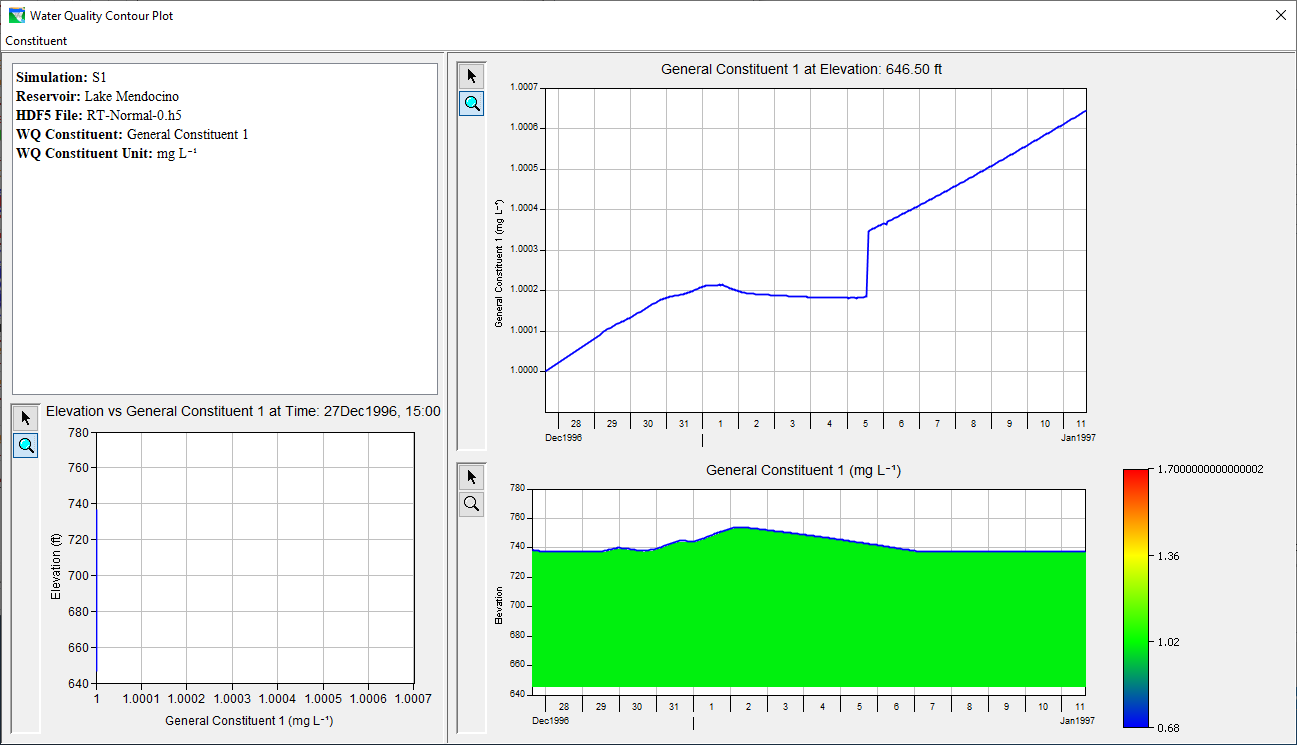 Water Quality Contour Plot
Constituent
Simulation: S1
Reservoir: Lake Mendocino
HDF5 File: RT-Normal-0.h5
WQ Constituent: General Constituent 1
WQ Constituent Unit: mg L⁻¹
General Constituent 1 at Elevation: 646.50 ft
1.0007
1.0006
1.0005
1.0004
1.0003
1.0002
1.0001
1.0000
General Constituent 1 (mg L⁻¹)
28 29 30 31 1 2 3 4 5 6 7 8 9 10 11
Dec1996 Jan1997
Elevation vs General Constituent 1 at Time: 27Dec1996, 15:00
780
760
740
720
700
680
660
640
Elevation (ft)
1 1.0001 1.0002 1.0003 1.0004 1.0005 1.0006 1.0007
General Constituent 1 (mg L⁻¹)
General Constituent 1 (mg L⁻¹)
780
760
740
720
700
680
660
640
Elevation
28 29 30 31 1 2 3 4 5 6 7 8 9 10 11
Dec1996 Jan1997
1.7000000000000002
1.36
1.02
0.68